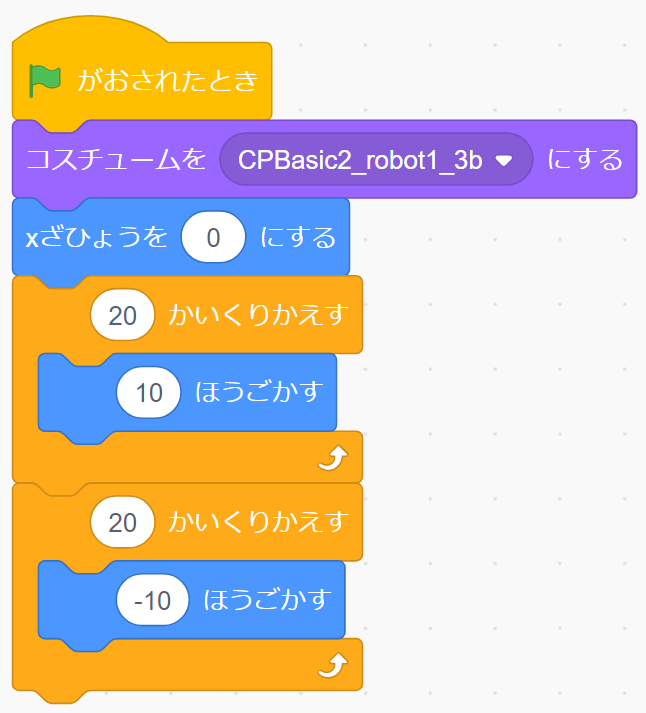 がおされたとき
コスチュームを CPBasic2_robot1_3b にする
xざひょうを 0 にする
20 かいくりかえす
10 ほうごかす
20 かいくりかえす
-10 ほうごかす